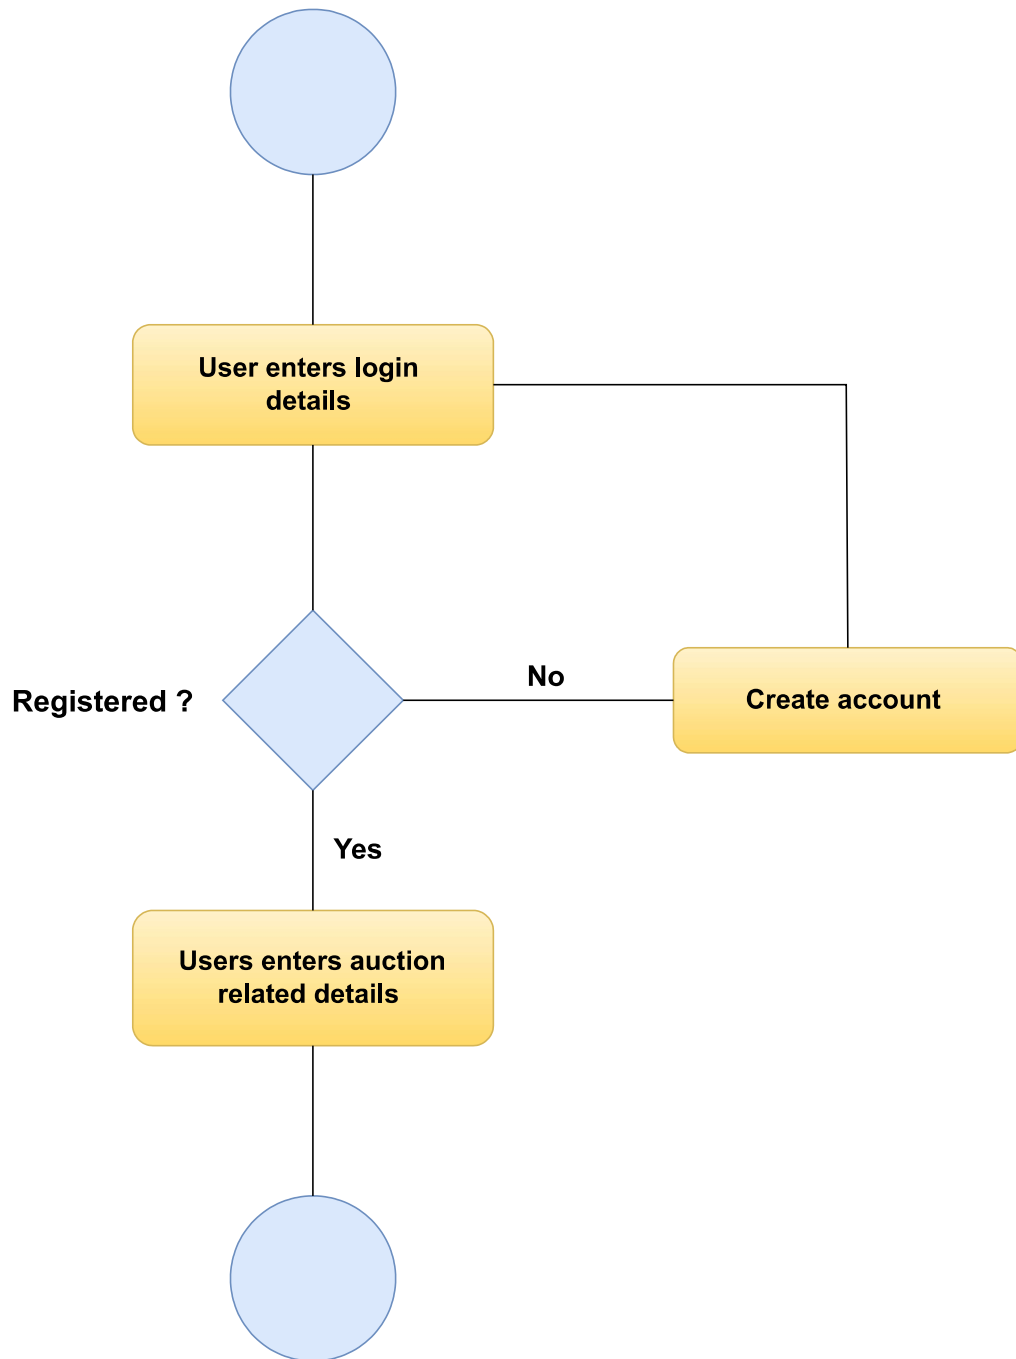 User enters login
details
Registered ?
No
Create account
Yes
Users enters auction
related details